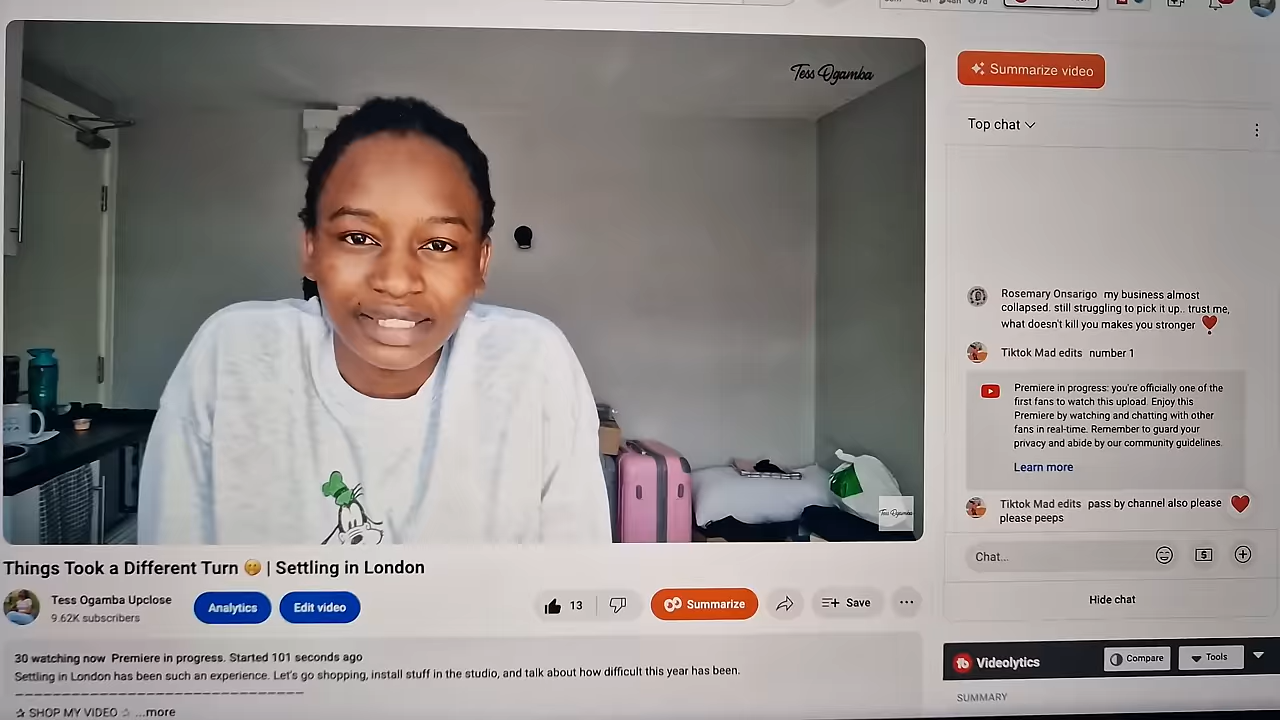 Tess Ogamba
Tess Ogamba
Things Took a Different Turn 🤭 | Settling in London
Tess Ogamba Upclose
9.62K subscribers
Analytics
Edit video
13
Summarize
Save
30 watching now Premiere in progress. Started 101 seconds ago
Settling in London has been such an experience. Let's go shopping, install stuff in the studio, and talk about how difficult this year has been.
☆ SHOP MY VIDEO ☆ ...more
Summarize video
Top chat
Rosemary Onsarigo my business almost
collapsed. still struggling to pick it up.. trust me,
what doesn't kill you makes you stronger ❣️
Tiktok Mad edits number 1
Premiere in progress: you're officially one of the
first fans to watch this upload. Enjoy this
Premiere by watching and chatting with other
fans in real-time. Remember to guard your
privacy and abide by our community guidelines.
Learn more
Tiktok Mad edits pass by channel also please
please peeps
Chat...
Hide chat
Videolytics
Compare
Tools
SUMMARY